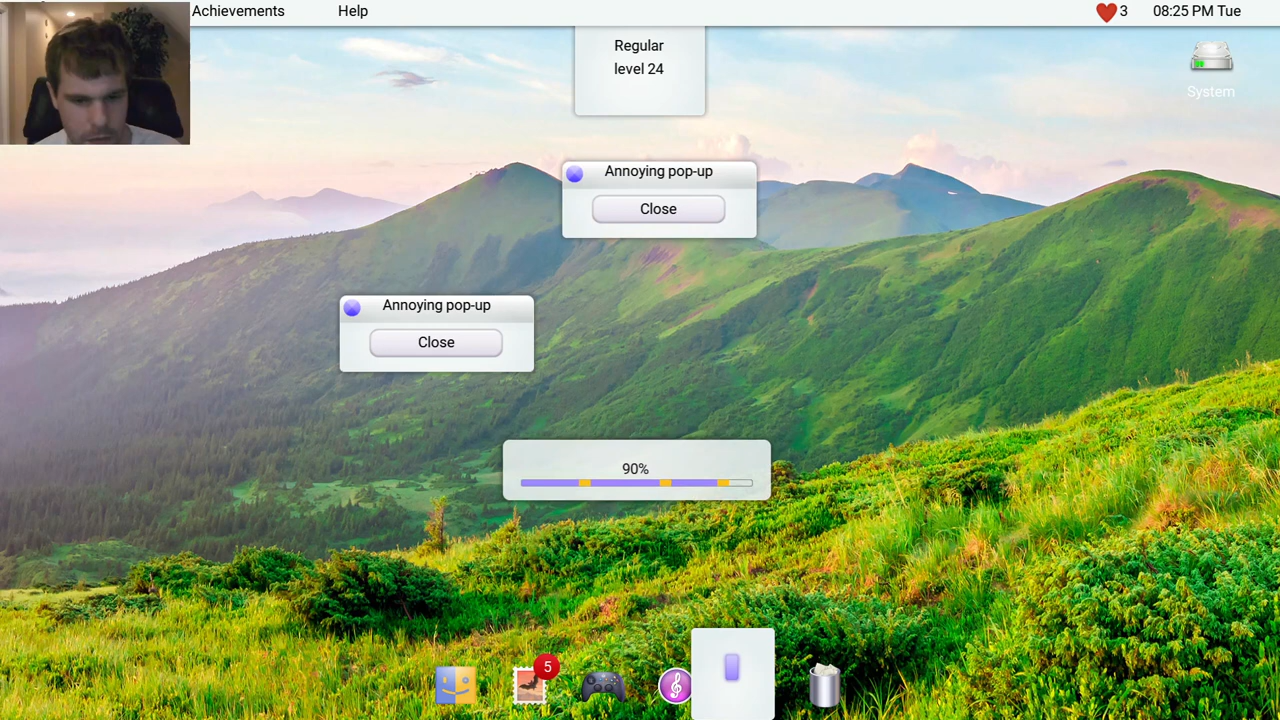 Achievements
Help
3
08:25 PM Tue
Regular
level 24
System
Annoying pop-up
Close
Annoying pop-up
Close
90%
5